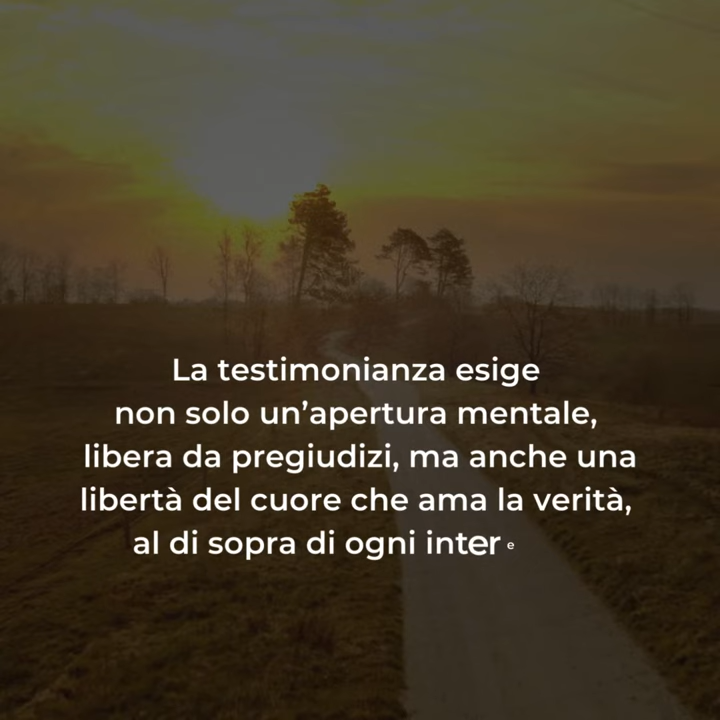 La testimonianza esige
non solo un’apertura mentale,
libera da pregiudizi, ma anche una
libertà del cuore che ama la verità,
al di sopra di ogni intere